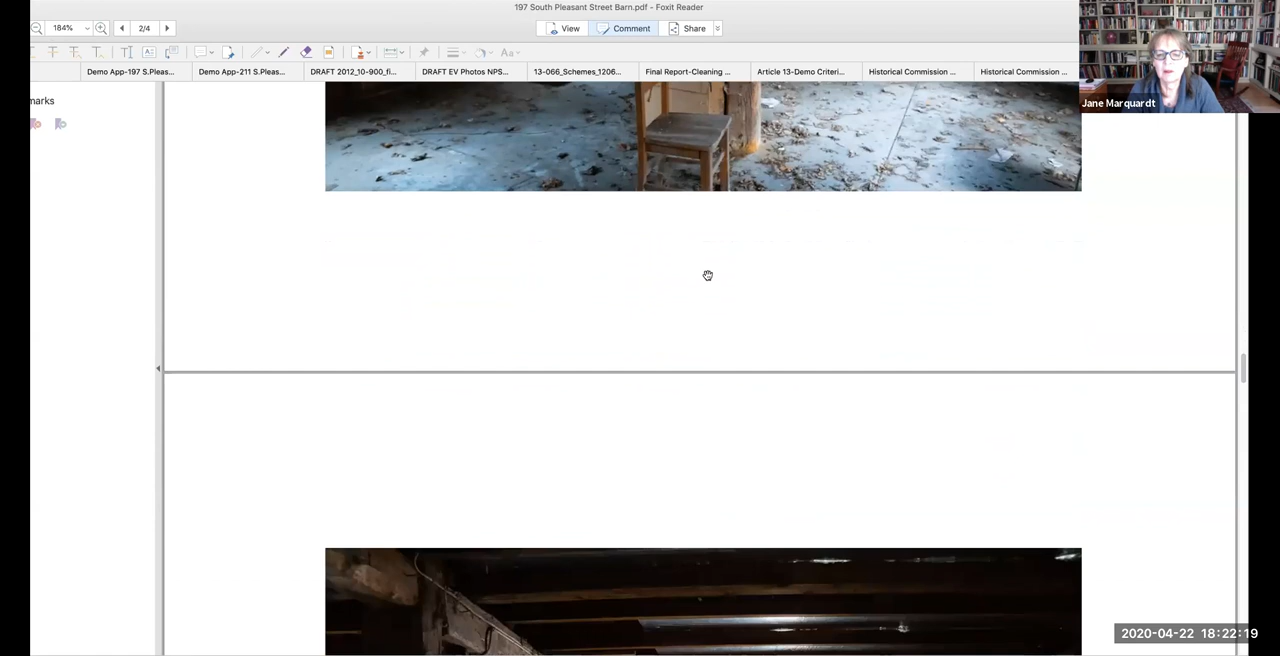 197 South Pleasant Street Barn.pdf - Foxit Reader
184%
2/4
View
Comment
Share
Demo App-197 S.Pleas...
Demo App-211 S.Pleas...
DRAFT 2012_10-900_fi...
DRAFT EV Photos NPS...
13-066_Schemes_1206...
Final Report-Cleaning ...
Article 13-Demo Criteri...
Historical Commission ...
Historical Commission ...
Jane Marquardt
marks
2020-04-22 18:22:19